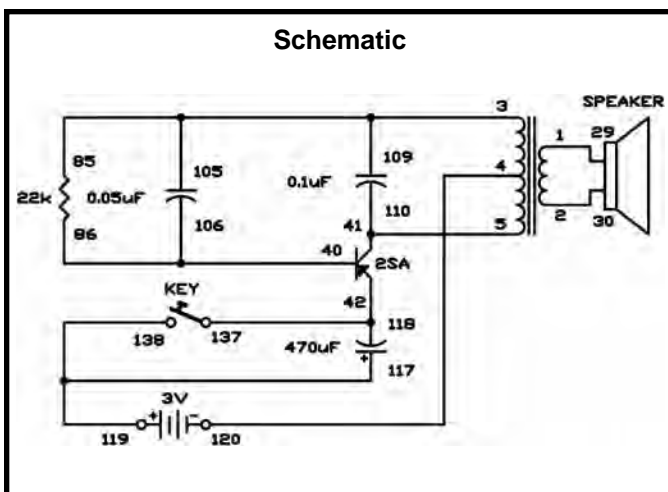 Schematic
3 SPEAKER
1 29
85 105 109
22k 0.05uF 0.1uF 4
86 106 110
2 30
41 5
40 2SA
KEY 42
138 137 118
470uF +
117
3V
119 + - 120